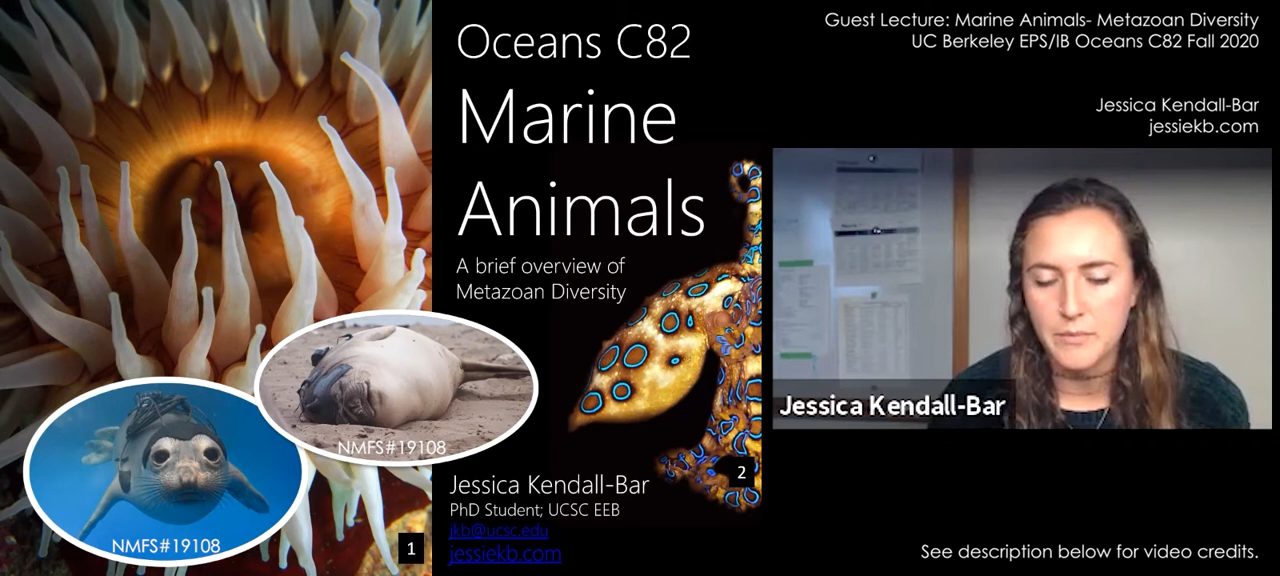 Oceans C82
Marine
Animals
A brief overview of
Metazoan Diversity
NMFS#19108
NMFS#19108
1
2
Jessica Kendall-Bar
PhD Student; UCSC EEB
jkb@ucsc.edu
jessiekb.com
Guest Lecture: Marine Animals- Metazoan Diversity
UC Berkeley EPS/IB Oceans C82 Fall 2020
Jessica Kendall-Bar
jessiekb.com
Jessica Kendall-Bar
See description below for video credits.